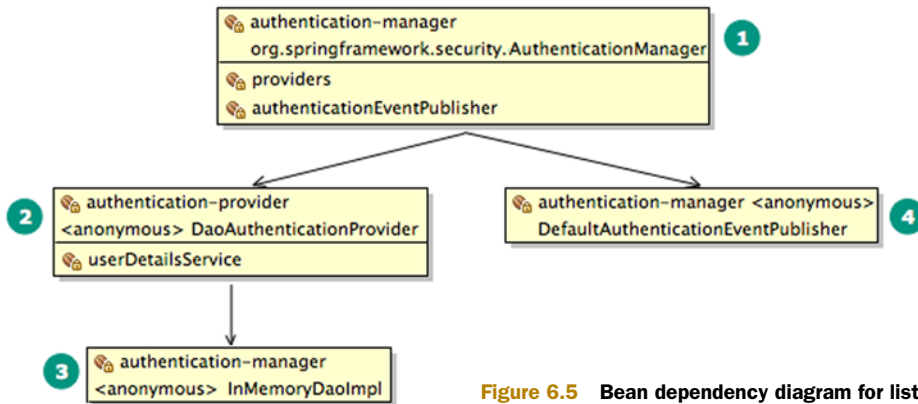 authentication-manager
org.springframework.security.AuthenticationManager
1
providers
authenticationEventPublisher
2
authentication-provider
<anonymous> DaoAuthenticationProvider
userDetailsService
authentication-manager <anonymous>
DefaultAuthenticationEventPublisher
4
3
authentication-manager
<anonymous> InMemoryDaoImpl
Figure 6.5 Bean dependency diagram for list